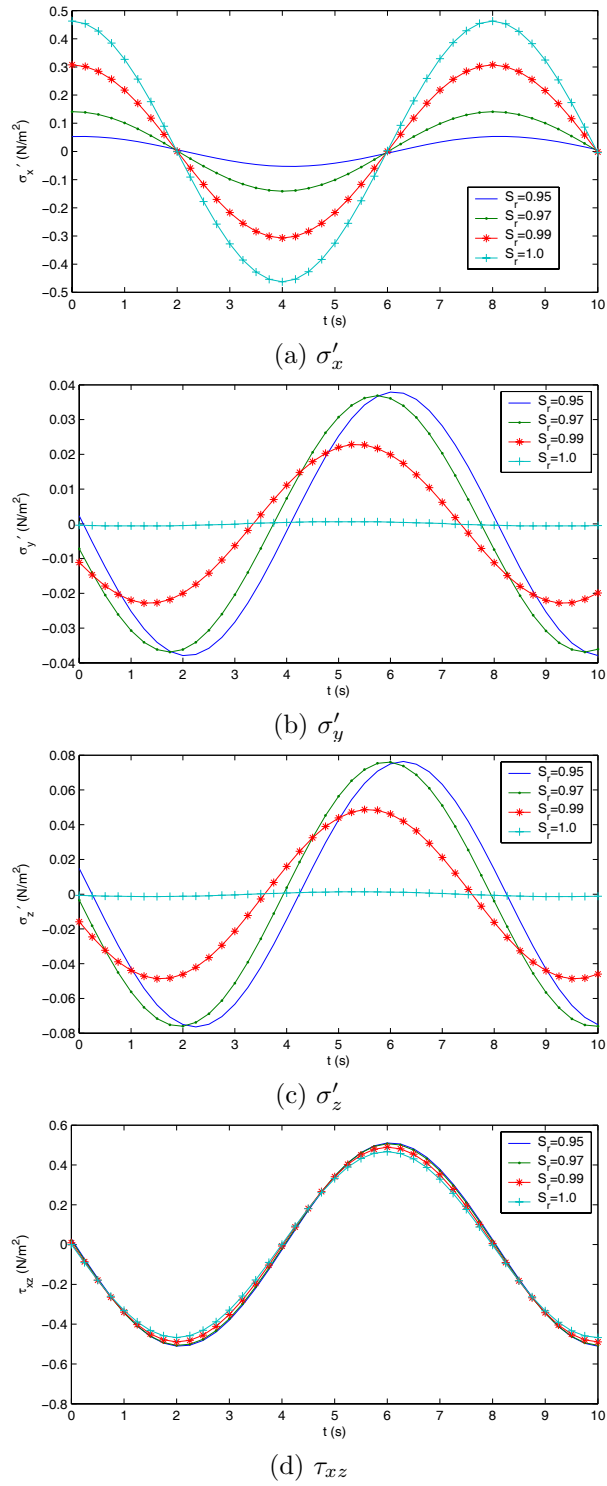 0.5
0.4
0.3
0.2
0.1
0
−0.1
−0.2
−0.3
−0.4
−0.5
σx′ (N/m²)
Sr=0.95
Sr=0.97
Sr=0.99
Sr=1.0
0 1 2 3 4 5 6 7 8 9 10
t (s)
(a) σ′x
0.04
0.03
0.02
0.01
0
−0.01
−0.02
−0.03
−0.04
σy′ (N/m²)
Sr=0.95
Sr=0.97
Sr=0.99
Sr=1.0
0 1 2 3 4 5 6 7 8 9 10
t (s)
(b) σ′y
0.08
0.06
0.04
0.02
0
−0.02
−0.04
−0.06
−0.08
σz′ (N/m²)
Sr=0.95
Sr=0.97
Sr=0.99
Sr=1.0
0 1 2 3 4 5 6 7 8 9 10
t (s)
(c) σ′z
0.6
0.4
0.2
0
−0.2
−0.4
−0.6
−0.8
τxz (N/m²)
Sr=0.95
Sr=0.97
Sr=0.99
Sr=1.0
0 1 2 3 4 5 6 7 8 9 10
t (s)
(d) τxz